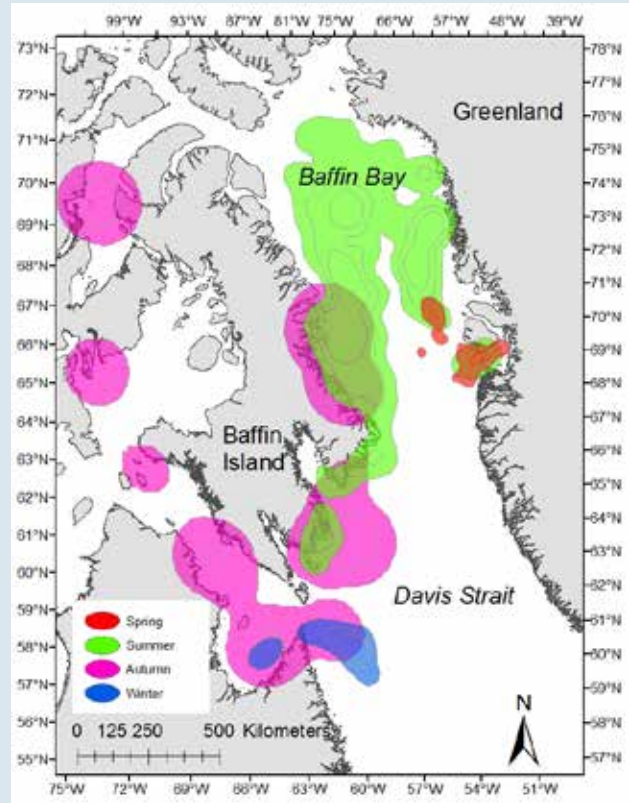 99°W 93°W 87°W 81°W 75°W 66°W 60°W 54°W 48°W 39°W
73°N
72°N
71°N
70°N
69°N
68°N
67°N
66°N
65°N
64°N
63°N
62°N
61°N
60°N
59°N
58°N
57°N
56°N
55°N
Greenland
Baffin Bay
Baffin
Island
Davis Strait
Spring
Summer
Autumn
Winter
0 125 250 500 Kilometers
N
78°N
77°N
76°N
75°N
74°N
73°N
72°N
71°N
70°N
69°N
68°N
67°N
66°N
65°N
64°N
63°N
62°N
61°N
60°N
59°N
58°N
57°N
75°W 72°W 69°W 66°W 63°W 60°W 57°W 54°W 51°W